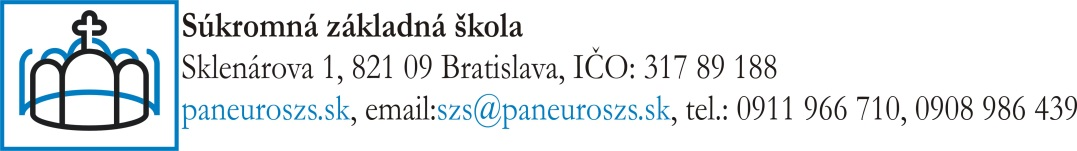 Súkromná základná škola
Sklenárova 1, 821 09 Bratislava, IČO: 317 89 188
paneuroszs.sk, email:szs@paneuroszs.sk, tel.: 0911 966 710, 0908 986 439